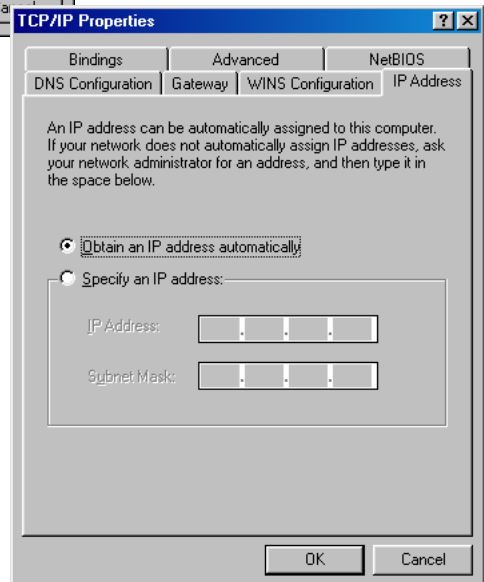 TCP/IP Properties
Bindings Advanced NetBIOS
DNS Configuration Gateway WINS Configuration IP Address
An IP address can be automatically assigned to this computer.
If your network does not automatically assign IP addresses, ask
your network administrator for an address, and then type it in
the space below.
Obtain an IP address automatically
Specify an IP address:
IP Address:
. . .
Subnet Mask:
. . .
OK Cancel